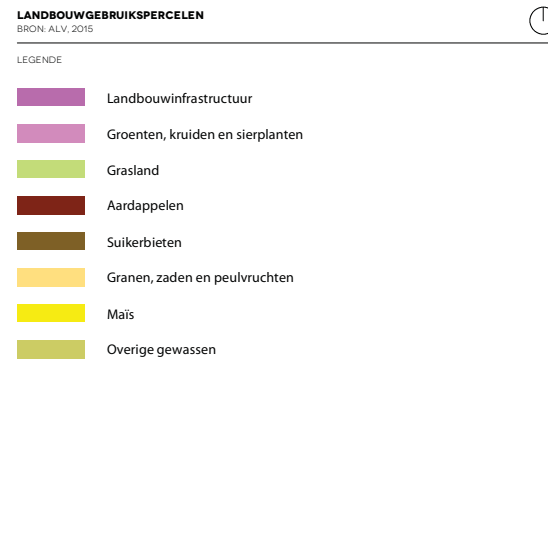 LANDBOUWGEBRUIKSPERCELEN
BRON: ALV, 2015
LEGENDE
Landbouwinfrastructuur
Groenten, kruiden en sierplanten
Grasland
Aardappelen
Suikerbieten
Granen, zaden en peulvruchten
Maïs
Overige gewassen